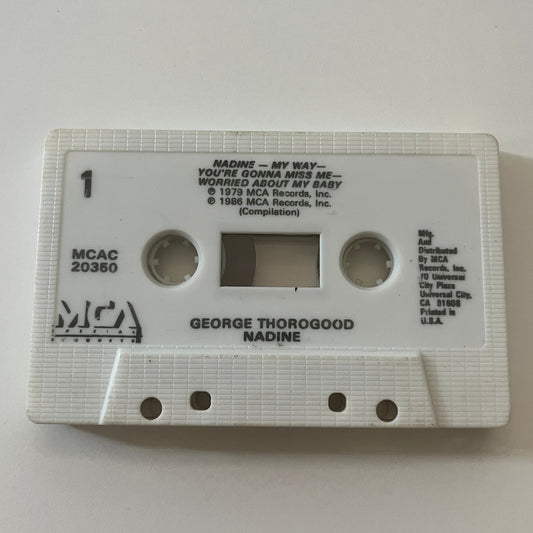 NADINE — MY WAY—
YOU'RE GONNA MISS ME—
WORRIED ABOUT MY BABY
℗ 1979 MCA Records, Inc.
℗ 1986 MCA Records, Inc.
(Compilation)
1
MCAC
20350
Mfg.
And
Distributed
By MCA
Records, Inc.
70 Universal
City Plaza
Universal City,
CA 91608
Printed in
U.S.A.
MCA
SPECIAL
PRODUCTS
GEORGE THOROGOOD
NADINE